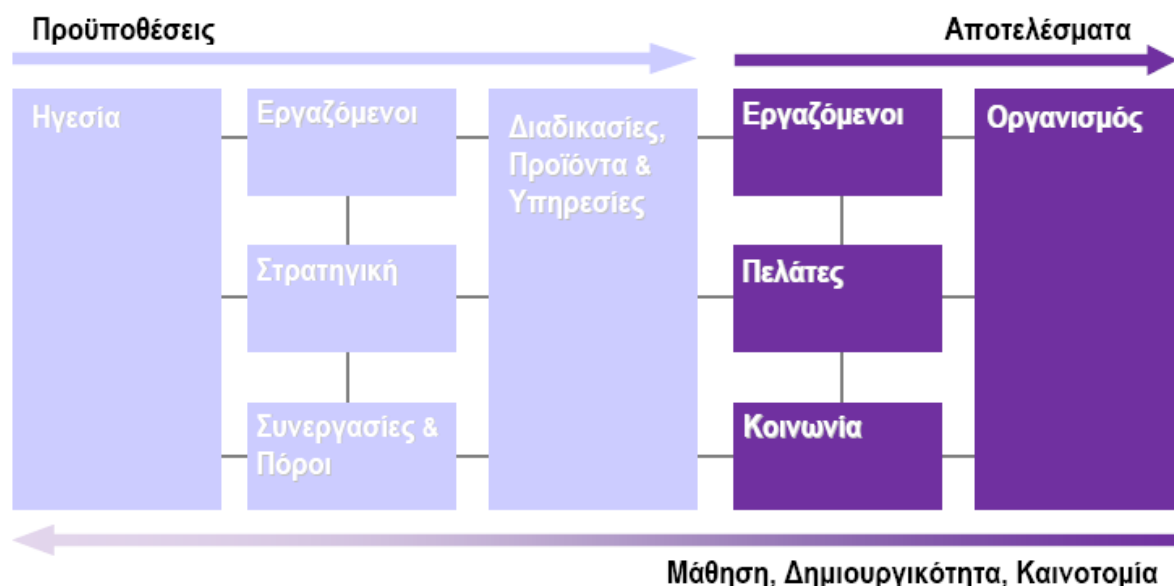 Προϋποθέσεις
Αποτελέσματα
Ηγεσία
Εργαζόμενοι
Στρατηγική
Συνεργασίες &
Πόροι
Διαδικασίες,
Προϊόντα &
Υπηρεσίες
Εργαζόμενοι
Πελάτες
Κοινωνία
Οργανισμός
Μάθηση, Δημιουργικότητα, Καινοτομία